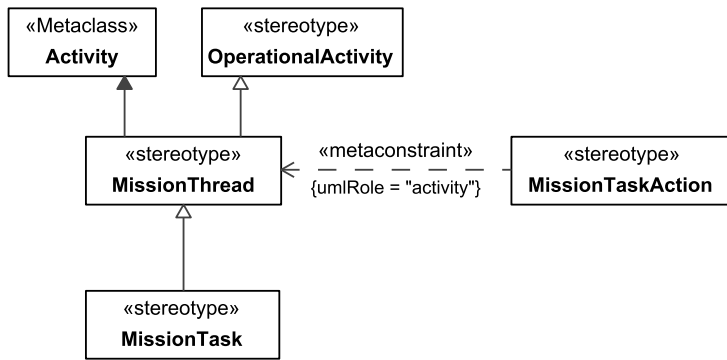 «Metaclass»
Activity
«stereotype»
OperationalActivity
«stereotype»
MissionThread
«metaconstraint»
{umlRole = "activity"}
«stereotype»
MissionTaskAction
«stereotype»
MissionTask